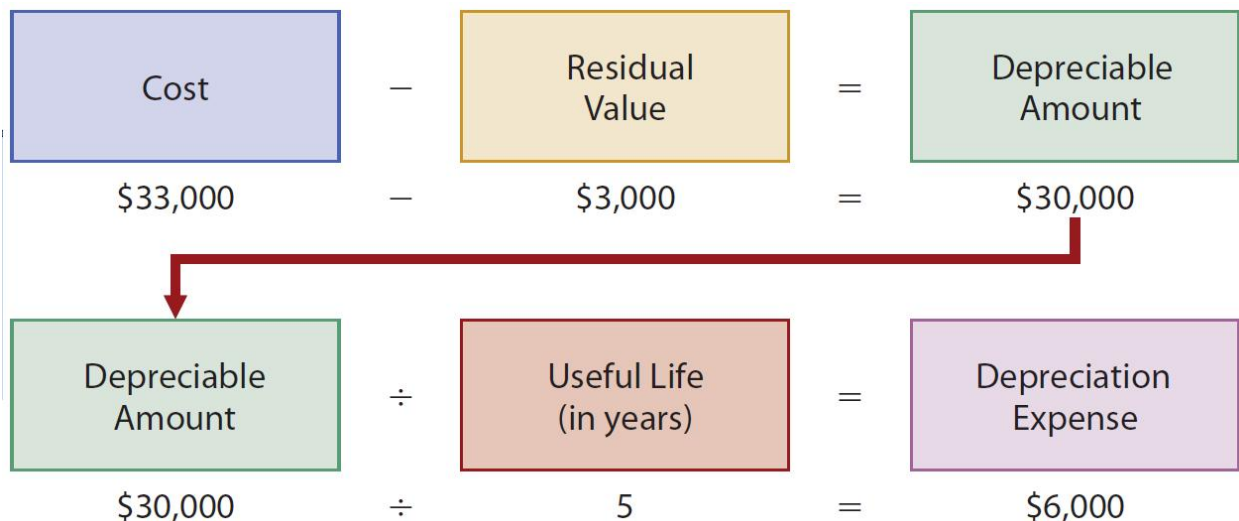 Cost
−
Residual
Value
=
Depreciable
Amount
$33,000 − $3,000 = $30,000
Depreciable
Amount
÷
Useful Life
(in years)
=
Depreciation
Expense
$30,000 ÷ 5 = $6,000